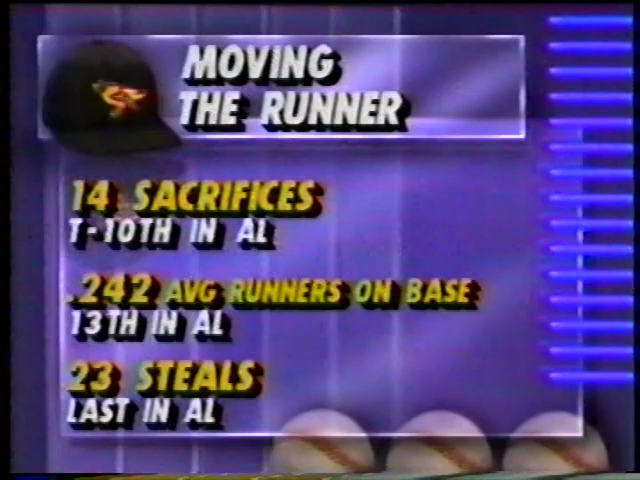 MOVING
THE RUNNER
14 SACRIFICES
T-10TH IN AL
.242 AVG RUNNERS ON BASE
13TH IN AL
23 STEALS
LAST IN AL